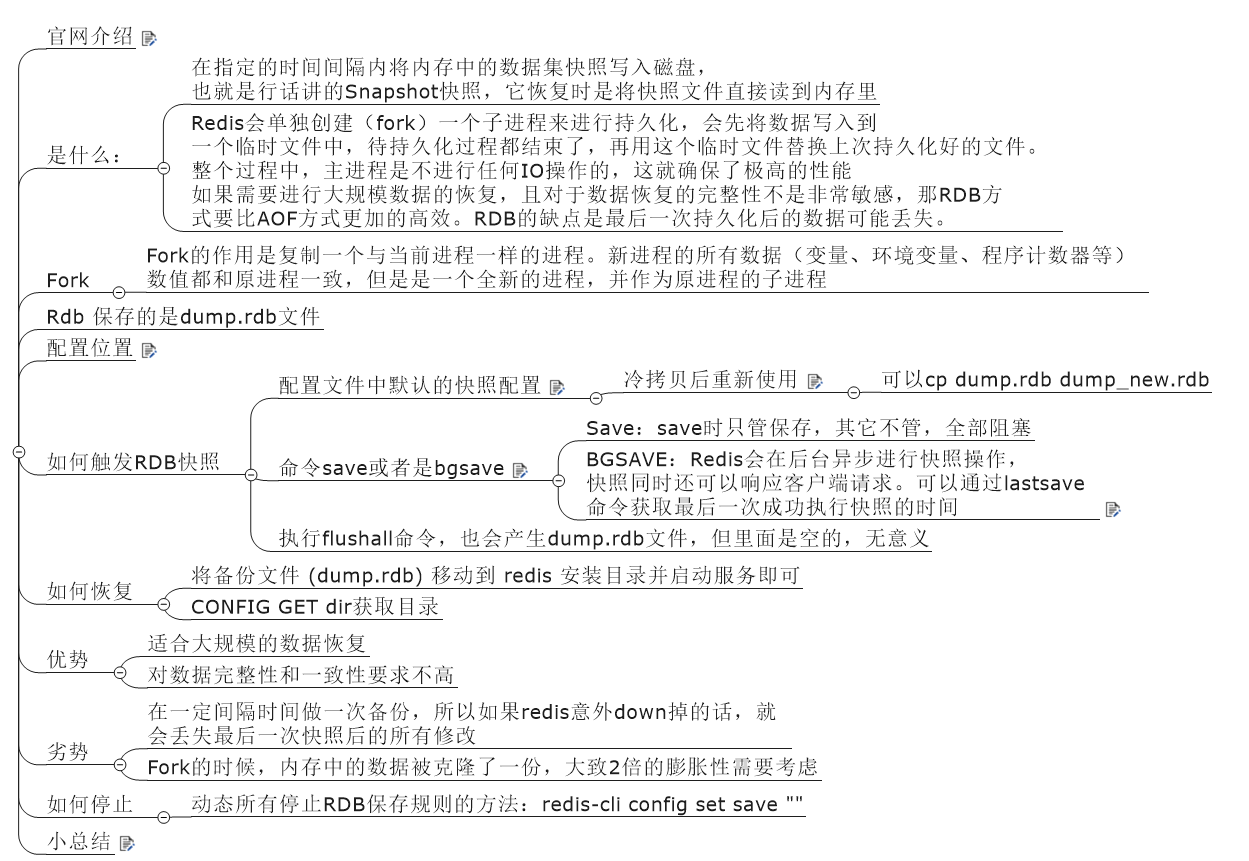 官网介绍
是什么：
在指定的时间间隔内将内存中的数据集快照写入磁盘，
也就是行话讲的Snapshot快照，它恢复时是将快照文件直接读到内存里
Redis会单独创建（fork）一个子进程来进行持久化，会先将数据写入到
一个临时文件中，待持久化过程都结束了，再用这个临时文件替换上次持久化好的文件。
整个过程中，主进程是不进行任何IO操作的，这就确保了极高的性能
如果需要进行大规模数据的恢复，且对于数据恢复的完整性不是非常敏感，那RDB方
式要比AOF方式更加的高效。RDB的缺点是最后一次持久化后的数据可能丢失。
Fork
Fork的作用是复制一个与当前进程一样的进程。新进程的所有数据（变量、环境变量、程序计数器等）
数值都和原进程一致，但是是一个全新的进程，并作为原进程的子进程
Rdb 保存的是dump.rdb文件
配置位置
如何触发RDB快照
配置文件中默认的快照配置
冷拷贝后重新使用
可以cp dump.rdb dump_new.rdb
命令save或者是bgsave
Save：save时只管保存，其它不管，全部阻塞
BGSAVE：Redis会在后台异步进行快照操作，
快照同时还可以响应客户端请求。可以通过lastsave
命令获取最后一次成功执行快照的时间
执行flushall命令，也会产生dump.rdb文件，但里面是空的，无意义
如何恢复
将备份文件 (dump.rdb) 移动到 redis 安装目录并启动服务即可
CONFIG GET dir获取目录
优势
适合大规模的数据恢复
对数据完整性和一致性要求不高
劣势
在一定间隔时间做一次备份，所以如果redis意外down掉的话，就
会丢失最后一次快照后的所有修改
Fork的时候，内存中的数据被克隆了一份，大致2倍的膨胀性需要考虑
如何停止
动态所有停止RDB保存规则的方法：redis-cli config set save ""
小总结